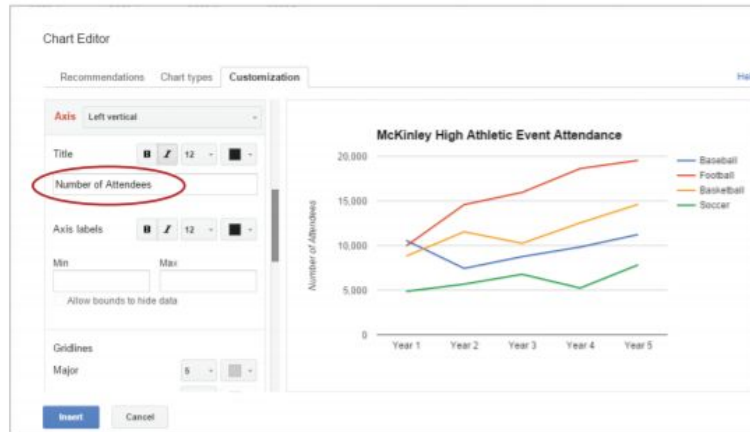 Chart Editor
Recommendations Chart types Customization
Axis Left vertical
Title B I 12
Number of Attendees
Axis labels B I 12
Min Max
Allow bounds to hide data
Gridlines
Major 5
Insert Cancel
McKinley High Athletic Event Attendance
20,000
15,000
10,000
5,000
0
Number of Attendees
Year 1 Year 2 Year 3 Year 4 Year 5
Baseball
Football
Basketball
Soccer